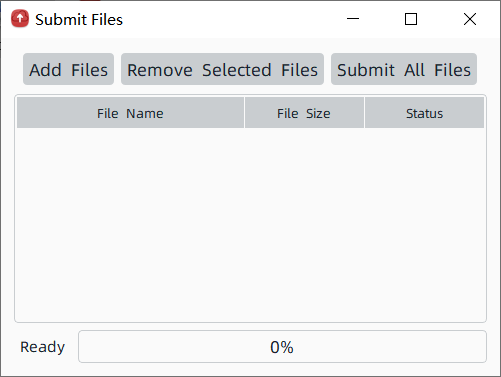 Submit Files
Add Files Remove Selected Files Submit All Files
File Name File Size Status
Ready 0%